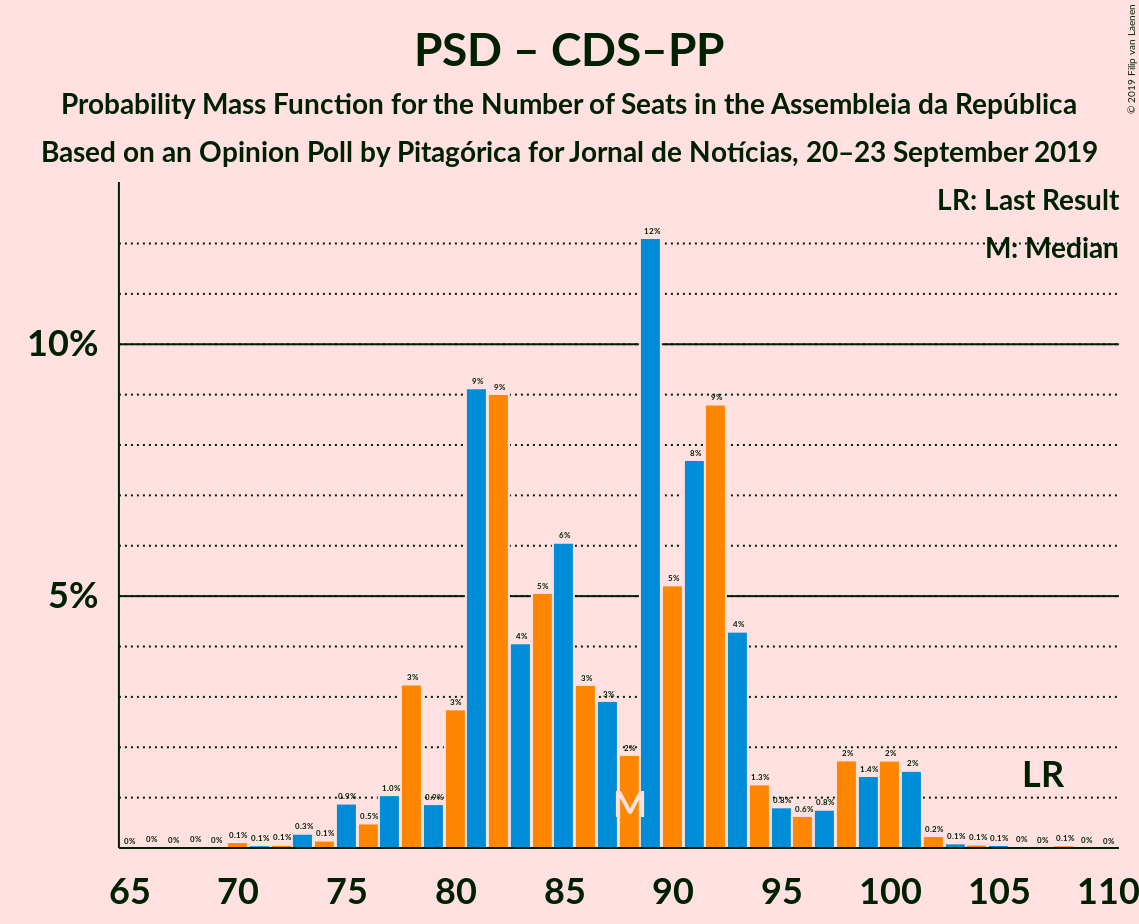 © 2019 Filip van Laenen
PSD – CDS–PP
Probability Mass Function for the Number of Seats in the Assembleia da República
Based on an Opinion Poll by Pitagórica for Jornal de Notícias, 20–23 September 2019
LR: Last Result
M: Median
10%
5%
0% 0% 0% 0% 0% 0.1% 0.1% 0.1% 0.3% 0.1% 0.9% 0.5% 1.0% 3% 0.9% 3% 9% 9% 4% 5% 6% 3% 3% 2% 12% 5% 8% 9% 4% 1.3% 0.8% 0.6% 0.8% 2% 1.4% 2% 2% 0.2% 0.1% 0.1% 0.1% 0% 0% 0.1% 0% 0%
M
LR
65 70 75 80 85 90 95 100 105 110